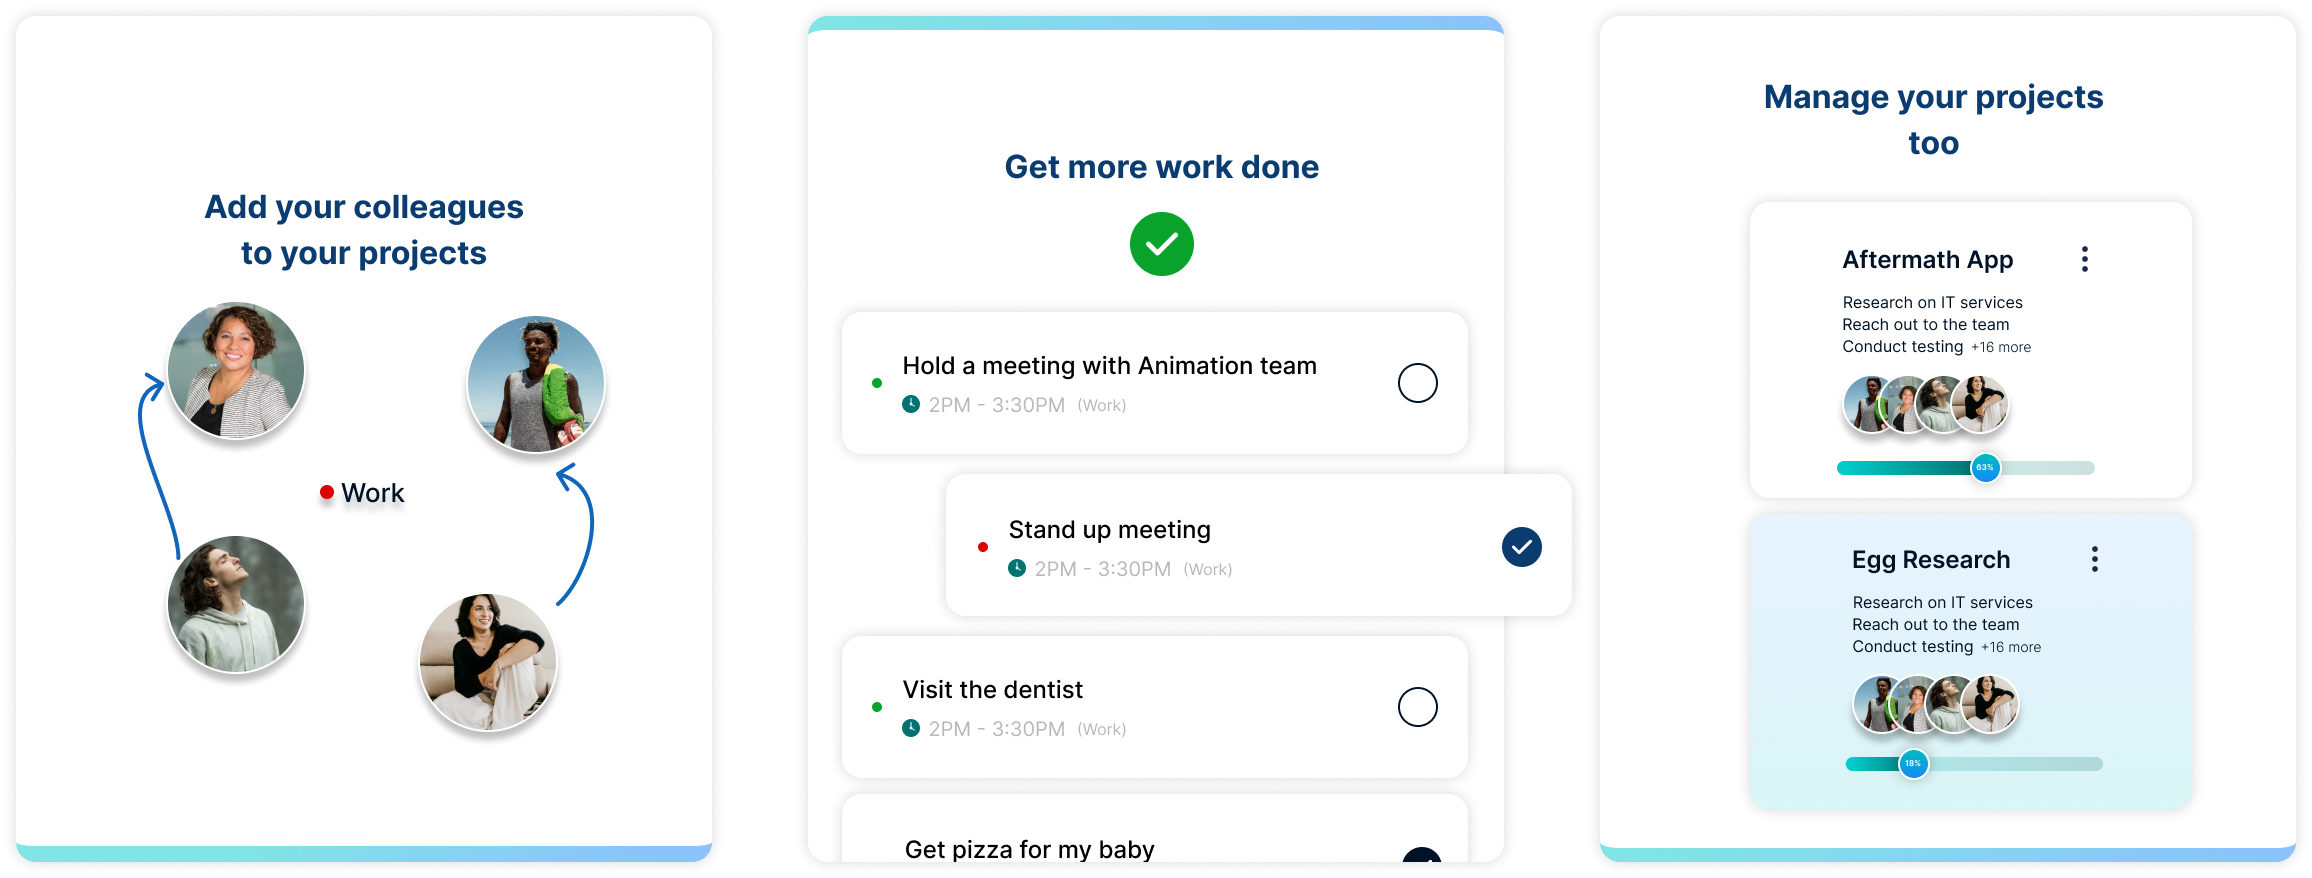 Add your colleagues
to your projects
Work
Get more work done
Hold a meeting with Animation team
2PM - 3:30PM (Work)
Stand up meeting
2PM - 3:30PM (Work)
Visit the dentist
2PM - 3:30PM (Work)
Get pizza for my baby
Manage your projects
too
Aftermath App
Research on IT services
Reach out to the team
Conduct testing +16 more
63%
Egg Research
Research on IT services
Reach out to the team
Conduct testing +16 more
18%